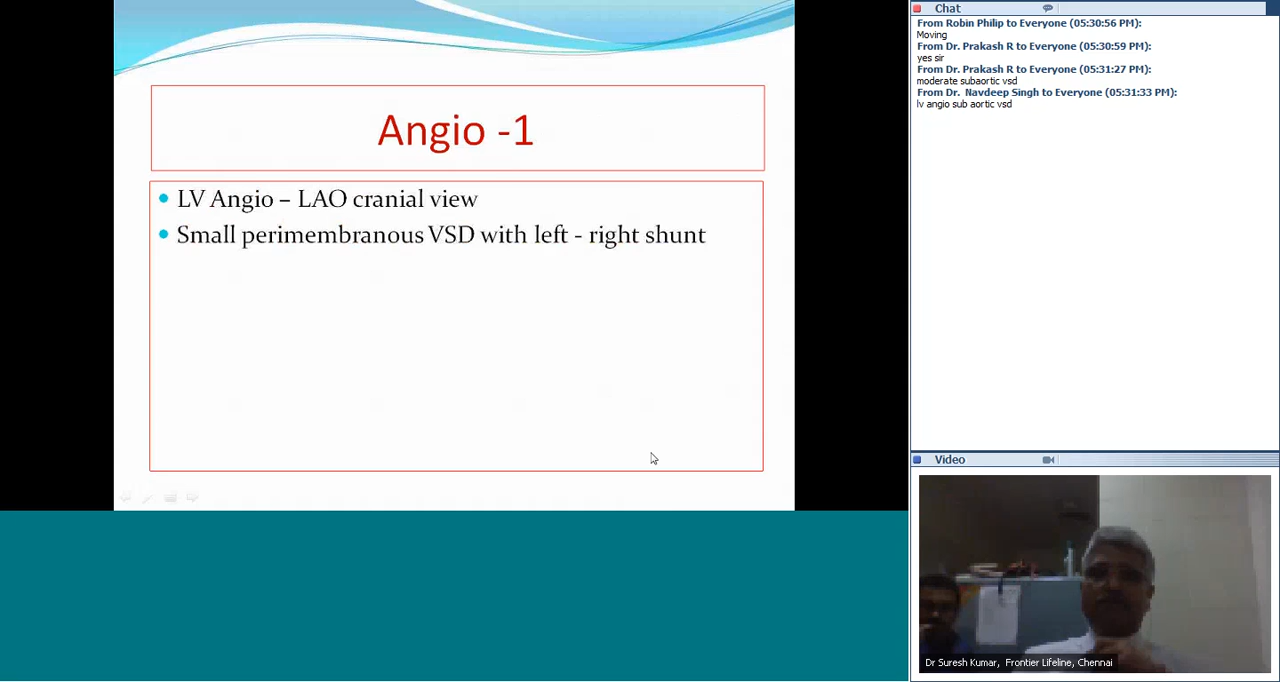 Angio -1
LV Angio – LAO cranial view
Small perimembranous VSD with left - right shunt
Chat
From Robin Philip to Everyone (05:30:56 PM):
Moving
From Dr. Prakash R to Everyone (05:30:59 PM):
yes sir
From Dr. Prakash R to Everyone (05:31:27 PM):
moderate subaortic vsd
From Dr. Navdeep Singh to Everyone (05:31:33 PM):
lv angio sub aortic vsd
Video
Dr Suresh Kumar, Frontier Lifeline, Chennai